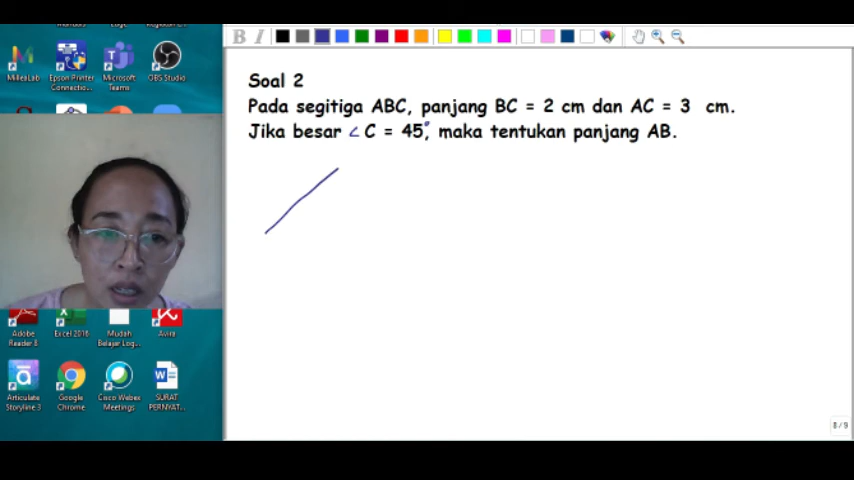 MilleaLab
Epson Printer
Connectio...
Microsoft
Teams
OBS Studio
B I
Soal 2
Pada segitiga ABC, panjang BC = 2 cm dan AC = 3 cm.
Jika besar ∠ C = 45°, maka tentukan panjang AB.
Adobe
Reader 8
Excel 2016
Mudah
Belajar Log...
Avira
Articulate
Storyline 3
Google
Chrome
Cisco Webex
Meetings
SURAT
PERNYAT...
8/9